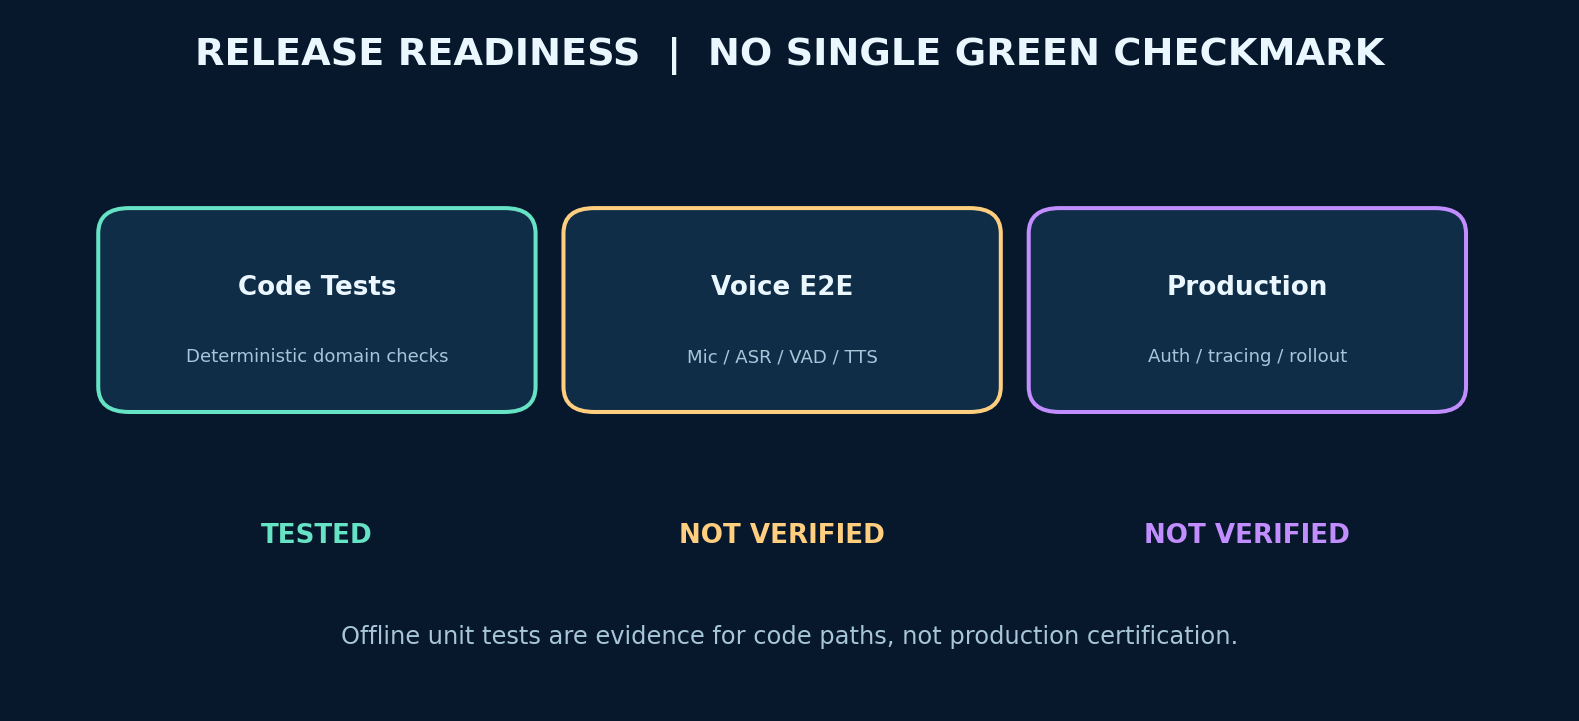 RELEASE READINESS | NO SINGLE GREEN CHECKMARK
Code Tests
Deterministic domain checks
Voice E2E
Mic / ASR / VAD / TTS
Production
Auth / tracing / rollout
TESTED
NOT VERIFIED
NOT VERIFIED
Offline unit tests are evidence for code paths, not production certification.